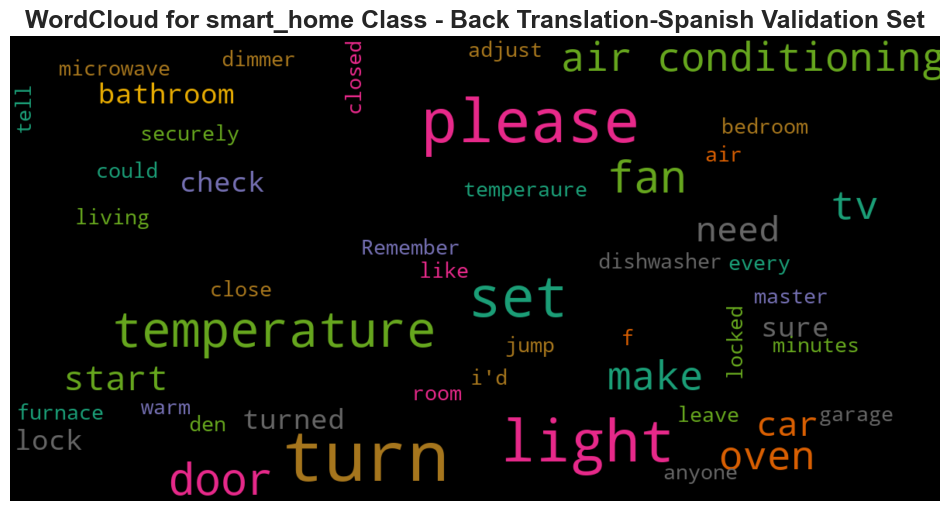 WordCloud for smart_home Class - Back Translation-Spanish Validation Set
microwave
dimmer
closed
adjust
air conditioning
tell
bathroom
please
securely
bedroom
air
could
check
temperaure
fan
tv
living
need
Remember
like
dishwasher
every
close
set
master
temperature
jump
f
locked
sure
minutes
start
i'd
make
room
furnace
warm
den
turned
leave
car
garage
lock
turn
light
oven
door
anyone